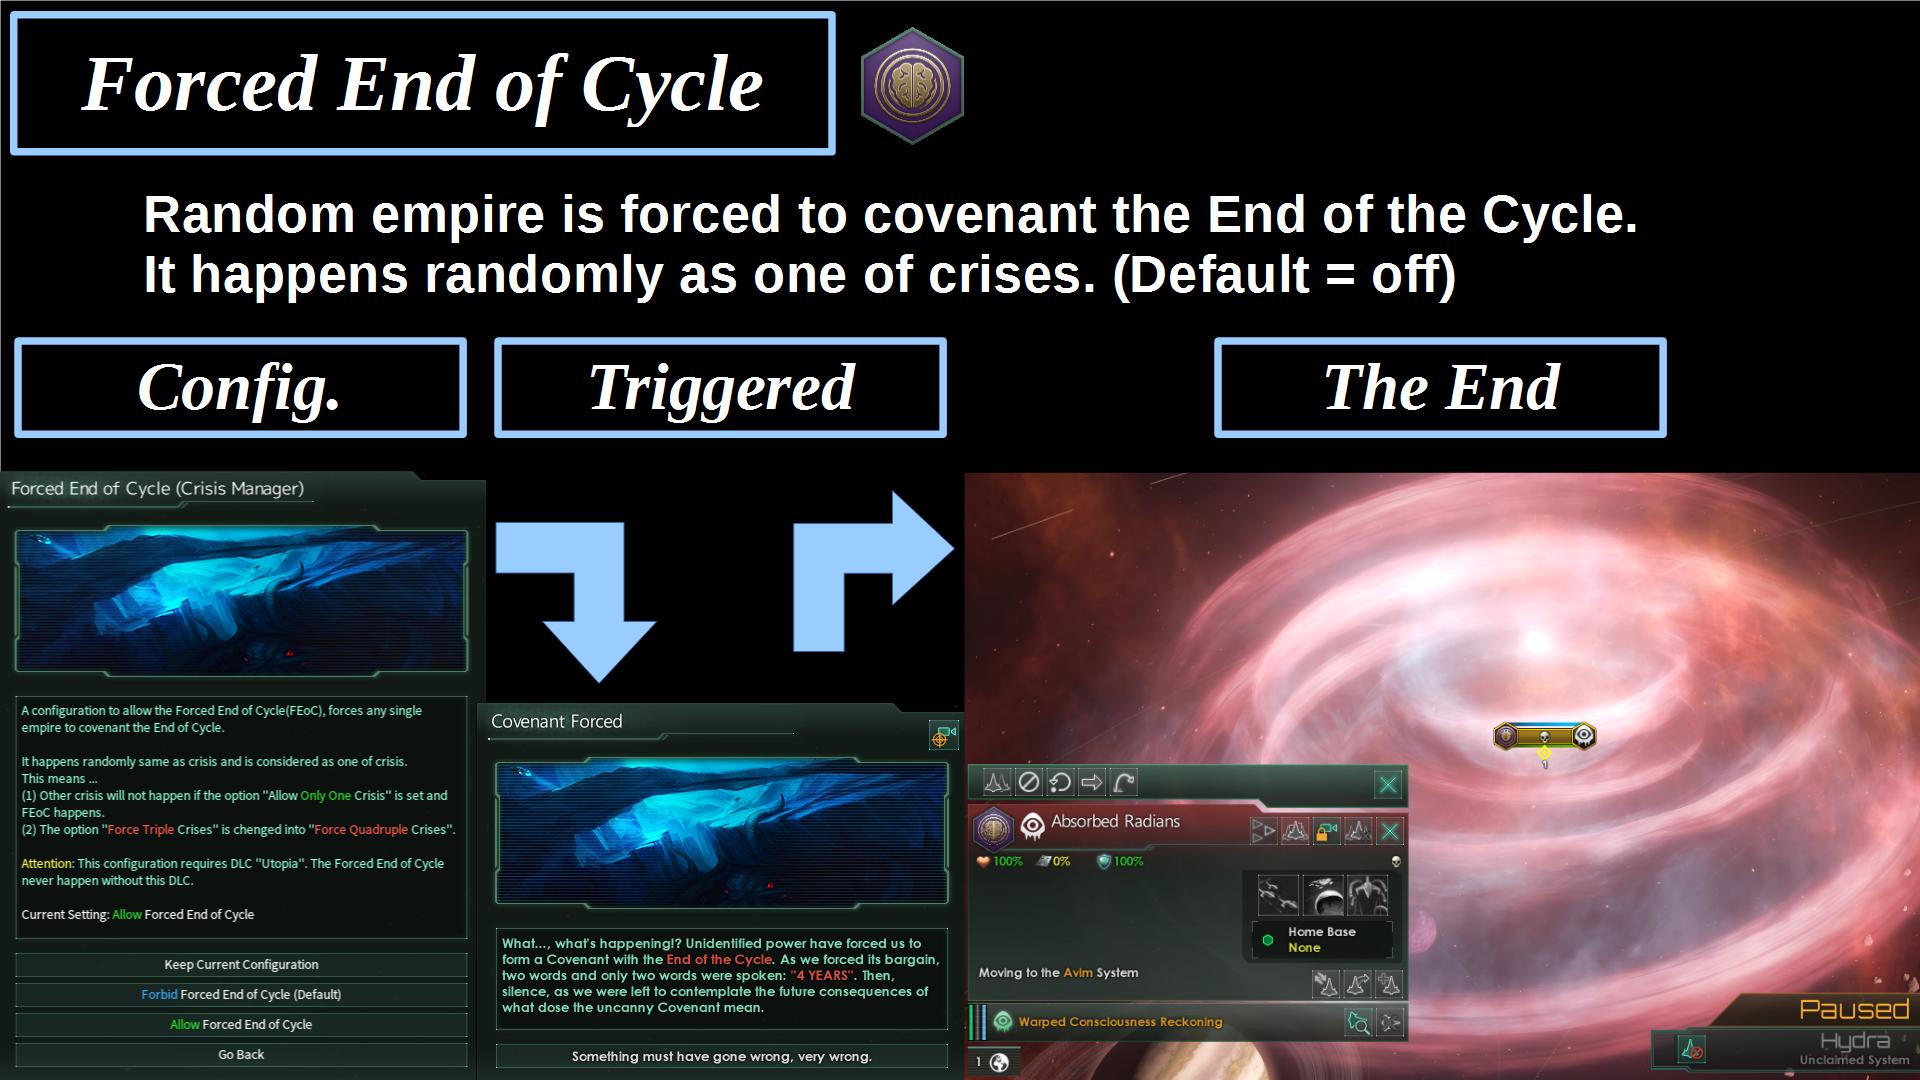 Forced End of Cycle
Random empire is forced to covenant the End of the Cycle.
It happens randomly as one of crises. (Default = off)
Config.
Triggered
The End
Forced End of Cycle (Crisis Manager)
A configuration to allow the Forced End of Cycle(FEoC), forces any single
empire to covenant the End of Cycle.
It happens randomly same as crisis and is considered as one of crisis.
This means ...
(1) Other crisis will not happen if the option "Allow Only One Crisis" is set and
FEoC happens.
(2) The option "Force Triple Crises" is chenged into "Force Quadruple Crises".
Attention: This configuration requires DLC "Utopia". The Forced End of Cycle
never happen without this DLC.
Current Setting: Allow Forced End of Cycle
Keep Current Configuration
Forbid Forced End of Cycle (Default)
Allow Forced End of Cycle
Go Back
Covenant Forced
What..., what's happening!? Unidentified power have forced us to
form a Covenant with the End of the Cycle. As we forced its bargain,
two words and only two words were spoken: "4 YEARS". Then,
silence, as we were left to contemplate the future consequences of
what dose the uncanny Covenant mean.
Something must have gone wrong, very wrong.
1
Absorbed Radians
100% 0% 100%
Home Base
None
Moving to the Avim System
Warped Consciousness Reckoning
1
Paused
Hydra
Unclaimed System